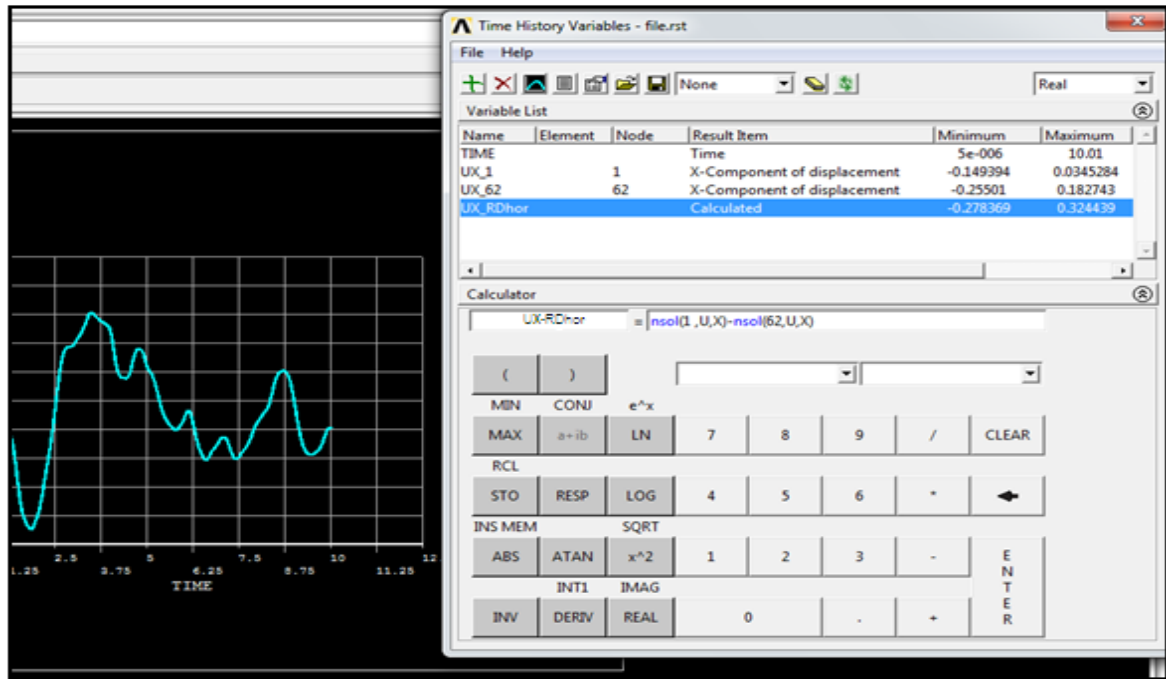 Time History Variables - file.rst
File Help
None Real
Variable List
Name Element Node Result Item Minimum Maximum
TIME Time 5e-006 10.01
UX_1 1 X-Component of displacement -0.149394 0.0345284
UX_62 62 X-Component of displacement -0.25501 0.182743
UX_RDhor Calculated -0.278369 0.324439
Calculator
UX-RDhor = nsol(1 ,U,X)-nsol(62,U,X)
( )
MIN CONJ e^x
MAX a+ib LN 7 8 9 / CLEAR
RCL
STO RESP LOG 4 5 6 *
INS MEM SQRT
ABS ATAN x^2 1 2 3 - ENTER
INT1 IMAG
INV DERIV REAL 0 . +
2.5 5 7.5 10 12.
1.25 3.75 6.25 8.75 11.25
TIME